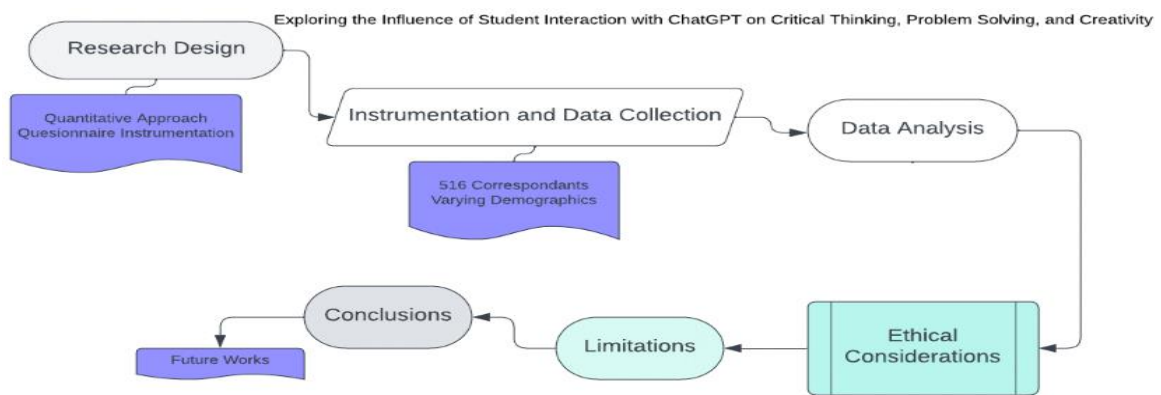 Exploring the Influence of Student Interaction with ChatGPT on Critical Thinking, Problem Solving, and Creativity
Research Design
Quantitative Approach
Quesionnaire Instrumentation
Instrumentation and Data Collection
516 Correspondants
Varying Demographics
Data Analysis
Ethical
Considerations
Limitations
Conclusions
Future Works